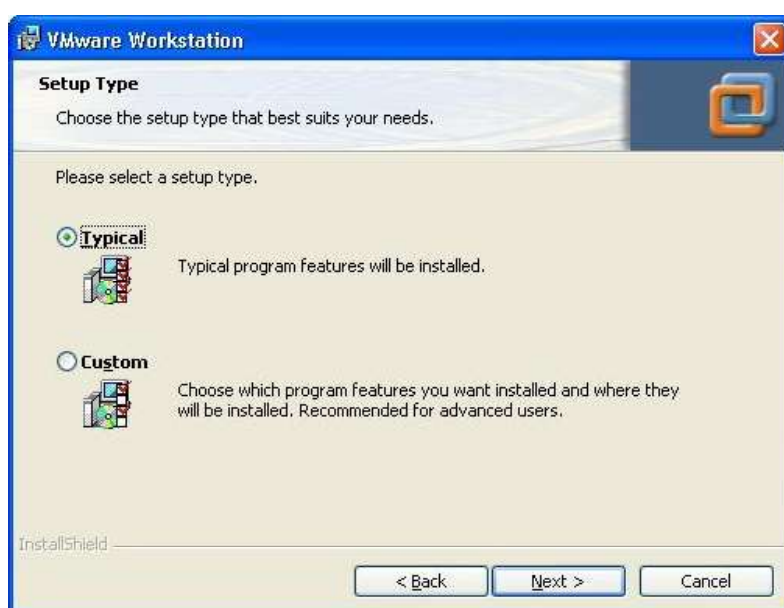 VMware Workstation
Setup Type
Choose the setup type that best suits your needs.
Please select a setup type.
Typical
Typical program features will be installed.
Custom
Choose which program features you want installed and where they
will be installed. Recommended for advanced users.
InstallShield
< Back
Next >
Cancel